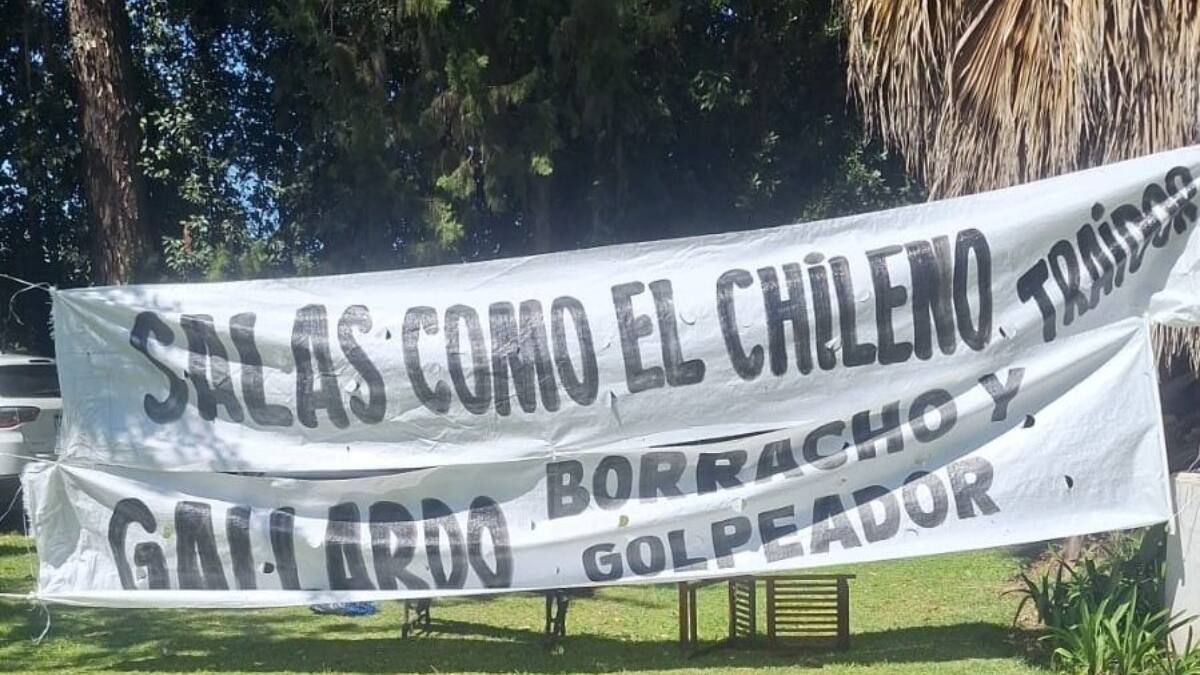 SALAS COMO EL CHILENO TRAIDOR
GALLARDO BORRACHO Y
GOLPEADOR